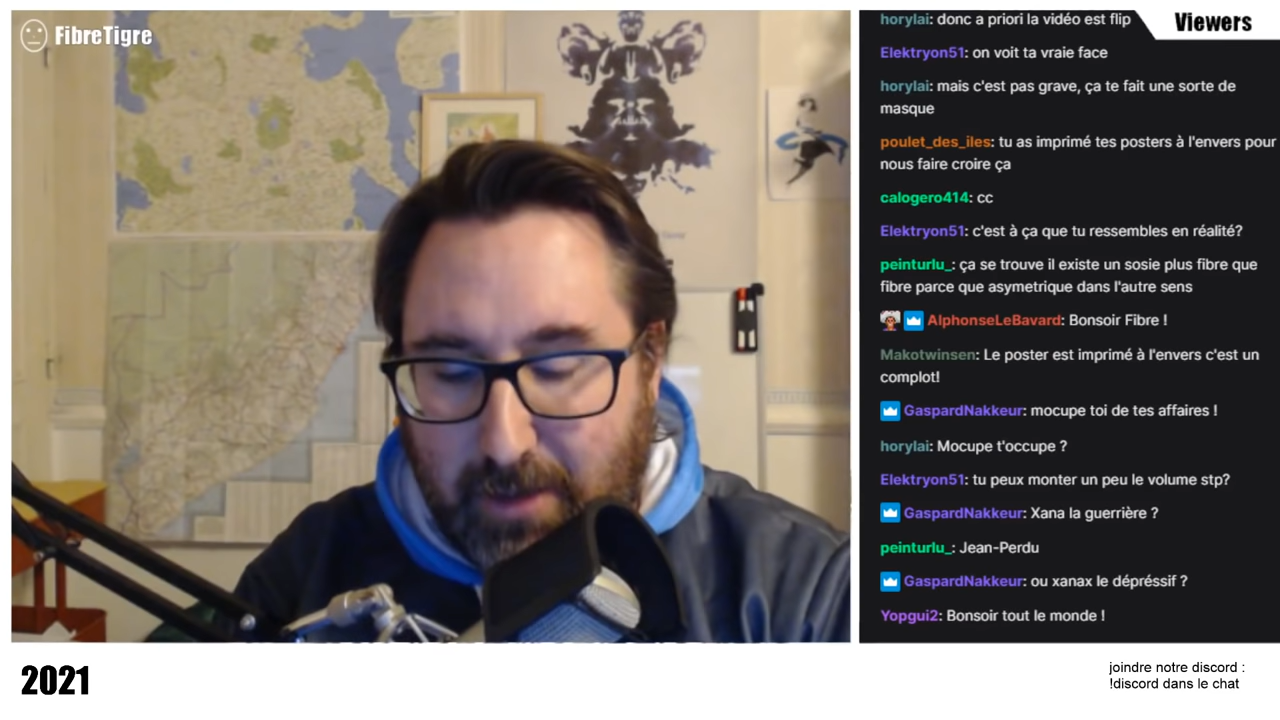 FibreTigre
Viewers
horylai: donc a priori la vidéo est flip
Elektryon51: on voit ta vraie face
horylai: mais c'est pas grave, ça te fait une sorte de
masque
poulet_des_iles: tu as imprimé tes posters à l'envers pour
nous faire croire ça
calogero414: cc
Elektryon51: c'est à ça que tu ressembles en réalité?
peinturlu_: ça se trouve il existe un sosie plus fibre que
fibre parce que asymetrique dans l'autre sens
AlphonseLeBavard: Bonsoir Fibre !
Makotwinsen: Le poster est imprimé à l'envers c'est un
complot!
GaspardNakkeur: mocupe toi de tes affaires !
horylai: Mocupe t'occupe ?
Elektryon51: tu peux monter un peu le volume stp?
GaspardNakkeur: Xana la guerrière ?
peinturlu_: Jean-Perdu
GaspardNakkeur: ou xanax le dépréssif ?
Yopgui2: Bonsoir tout le monde !
2021
joindre notre discord :
!discord dans le chat